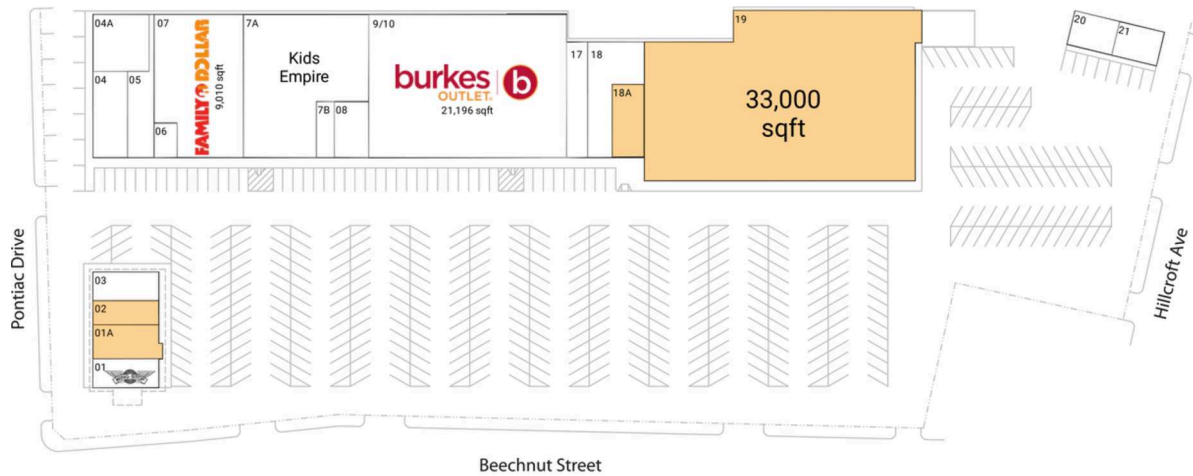 04A
07
FAMILY DOLLAR
9,010 sqft
7A
Kids
Empire
9/10
burkes b
OUTLET.
21,196 sqft
17
18
19
33,000
sqft
20
21
04
05
06
7B
08
18A
Pontiac Drive
Hillcroft Ave
03
02
01A
01
Beechnut Street